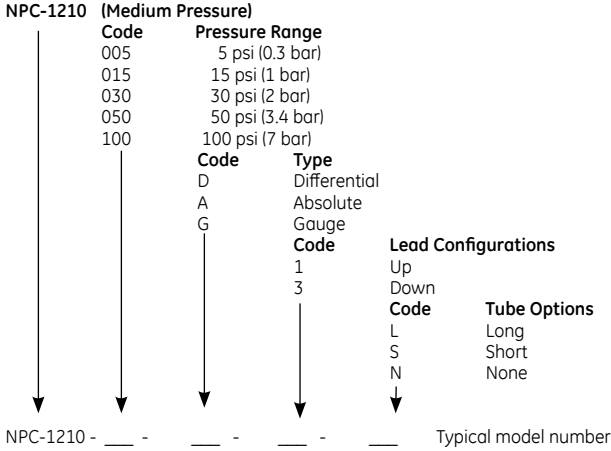 NPC-1210 (Medium Pressure)
Code Pressure Range
005 5 psi (0.3 bar)
015 15 psi (1 bar)
030 30 psi (2 bar)
050 50 psi (3.4 bar)
100 100 psi (7 bar)
Code Type
D Differential
A Absolute
G Gauge
Code Lead Configurations
1 Up
3 Down
Code Tube Options
L Long
S Short
N None
NPC-1210 - ___ - ___ - ___ - ___ Typical model number